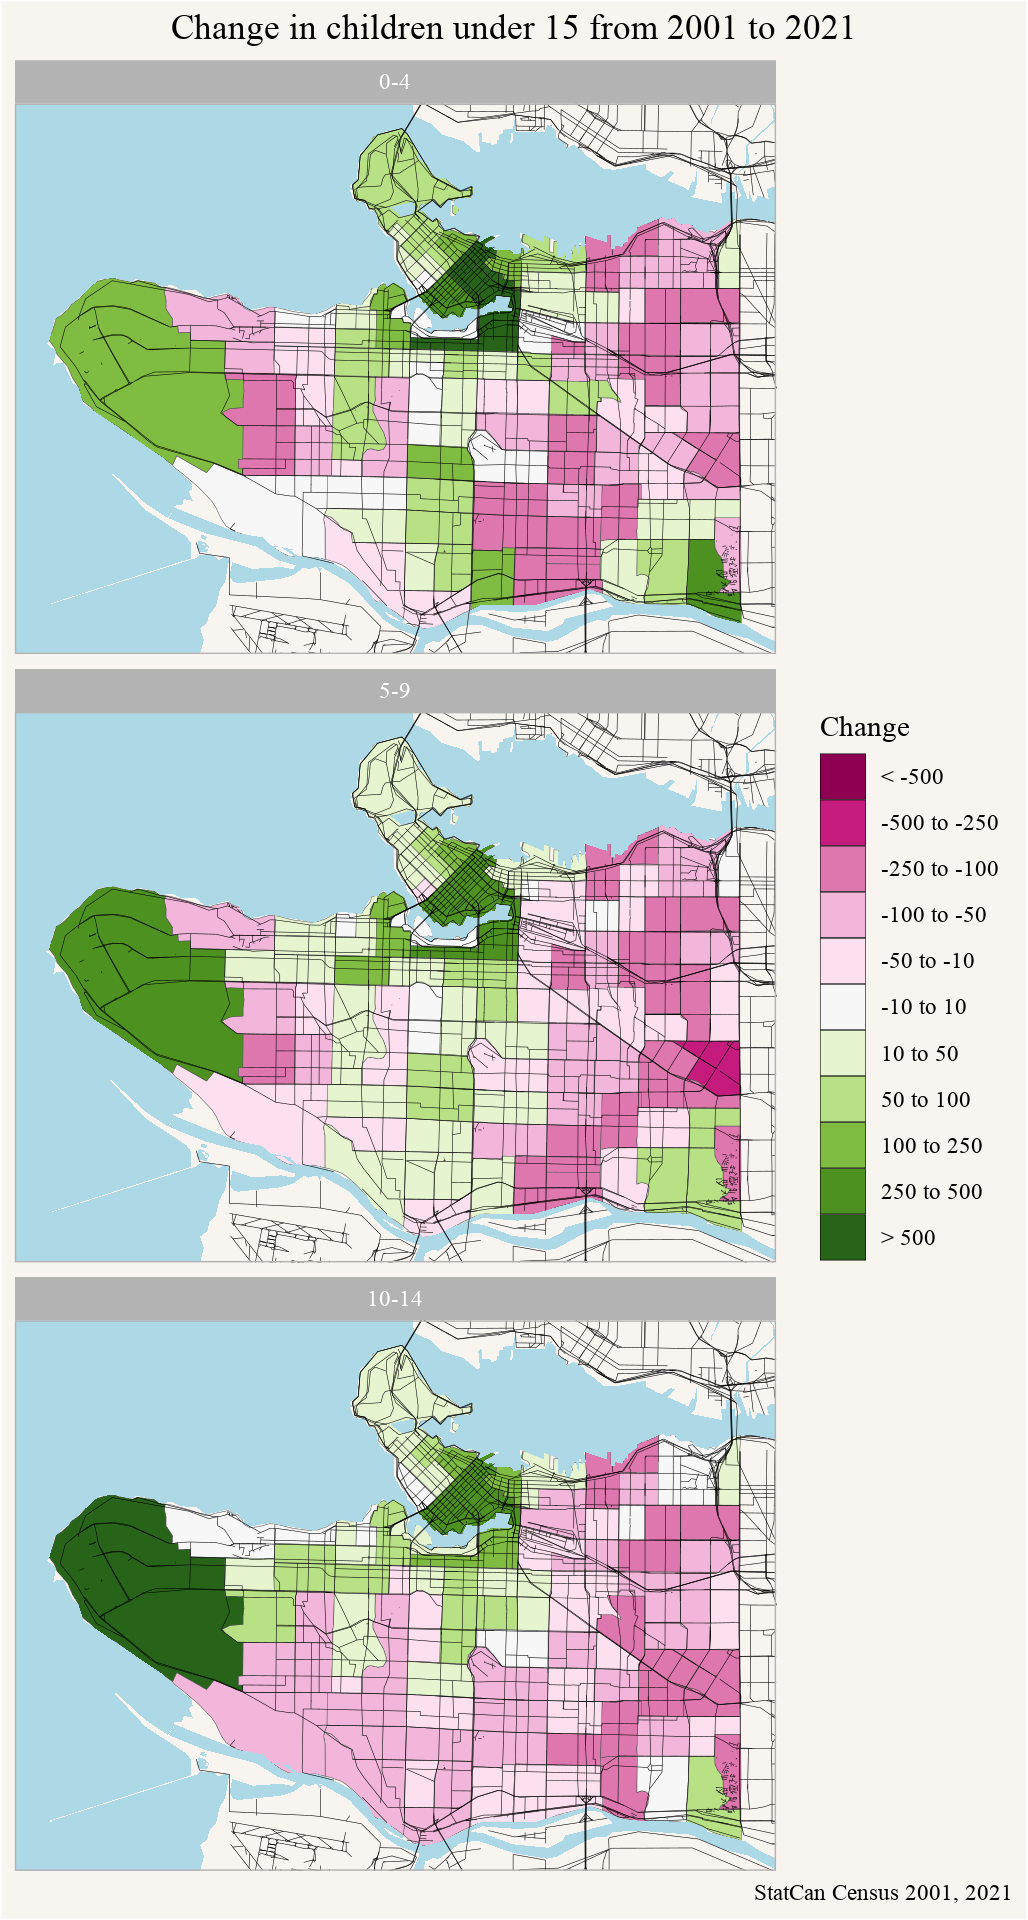 Change in children under 15 from 2001 to 2021
0-4
5-9
Change
< -500
-500 to -250
-250 to -100
-100 to -50
-50 to -10
-10 to 10
10 to 50
50 to 100
100 to 250
250 to 500
> 500
10-14
StatCan Census 2001, 2021